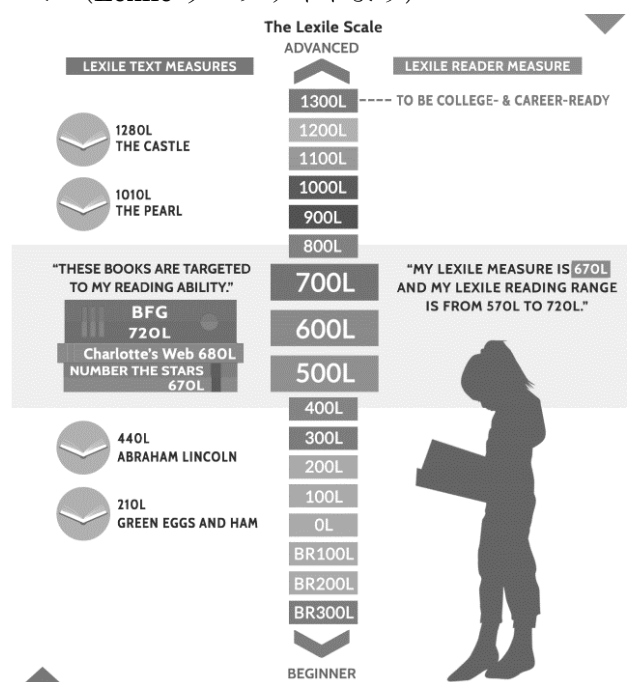 The Lexile Scale
ADVANCED
LEXILE TEXT MEASURES
LEXILE READER MEASURE
1300L
TO BE COLLEGE- & CAREER-READY
1280L
THE CASTLE
1200L
1100L
1010L
THE PEARL
1000L
900L
800L
"THESE BOOKS ARE TARGETED
TO MY READING ABILITY."
BFG
720L
Charlotte's Web 680L
NUMBER THE STARS
670L
700L
600L
500L
"MY LEXILE MEASURE IS 670L
AND MY LEXILE READING RANGE
IS FROM 570L TO 720L."
400L
440L
ABRAHAM LINCOLN
300L
200L
210L
GREEN EGGS AND HAM
100L
0L
BR100L
BR200L
BR300L
BEGINNER